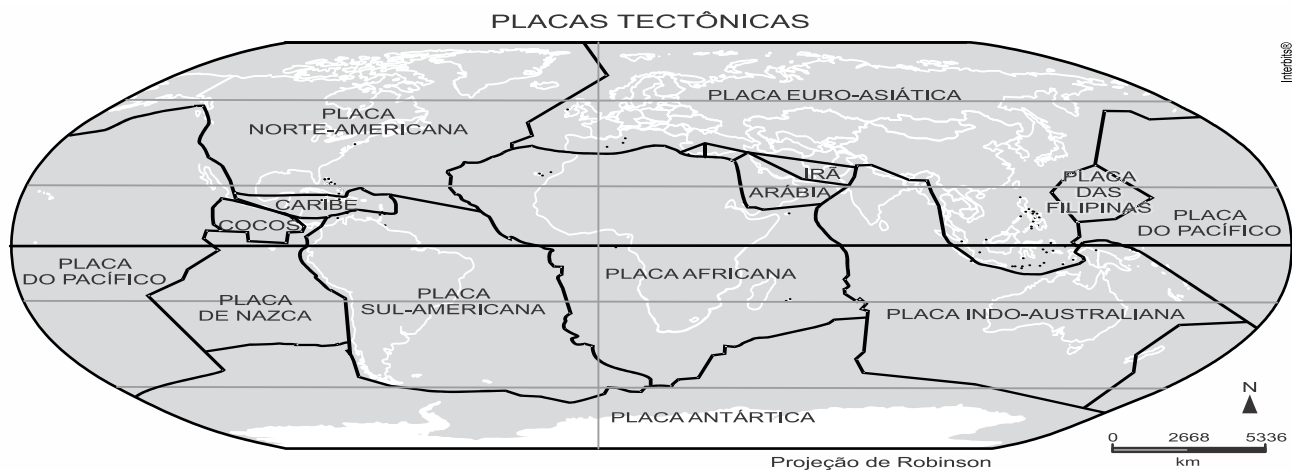 PLACAS TECTÔNICAS
Interbits®
PLACA EURO-ASIÁTICA
PLACA
NORTE-AMERICANA
IRÃ
ARÁBIA
PLACA
DAS
FILIPINAS
CARIBE
COCOS
PLACA
DO PACÍFICO
PLACA
DO PACÍFICO
PLACA
DE NAZCA
PLACA
SUL-AMERICANA
PLACA AFRICANA
PLACA INDO-AUSTRALIANA
PLACA ANTÁRTICA
N
0 2668 5336
km
Projeção de Robinson